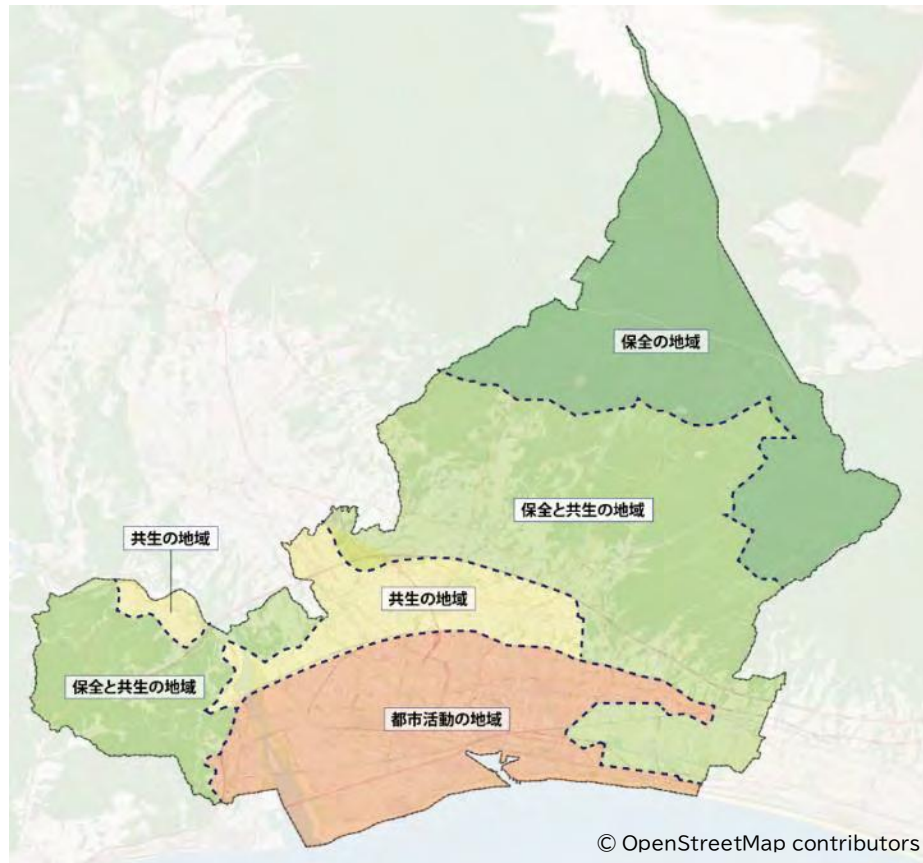 保全の地域
保全と共生の地域
共生の地域
共生の地域
保全と共生の地域
都市活動の地域
© OpenStreetMap contributors